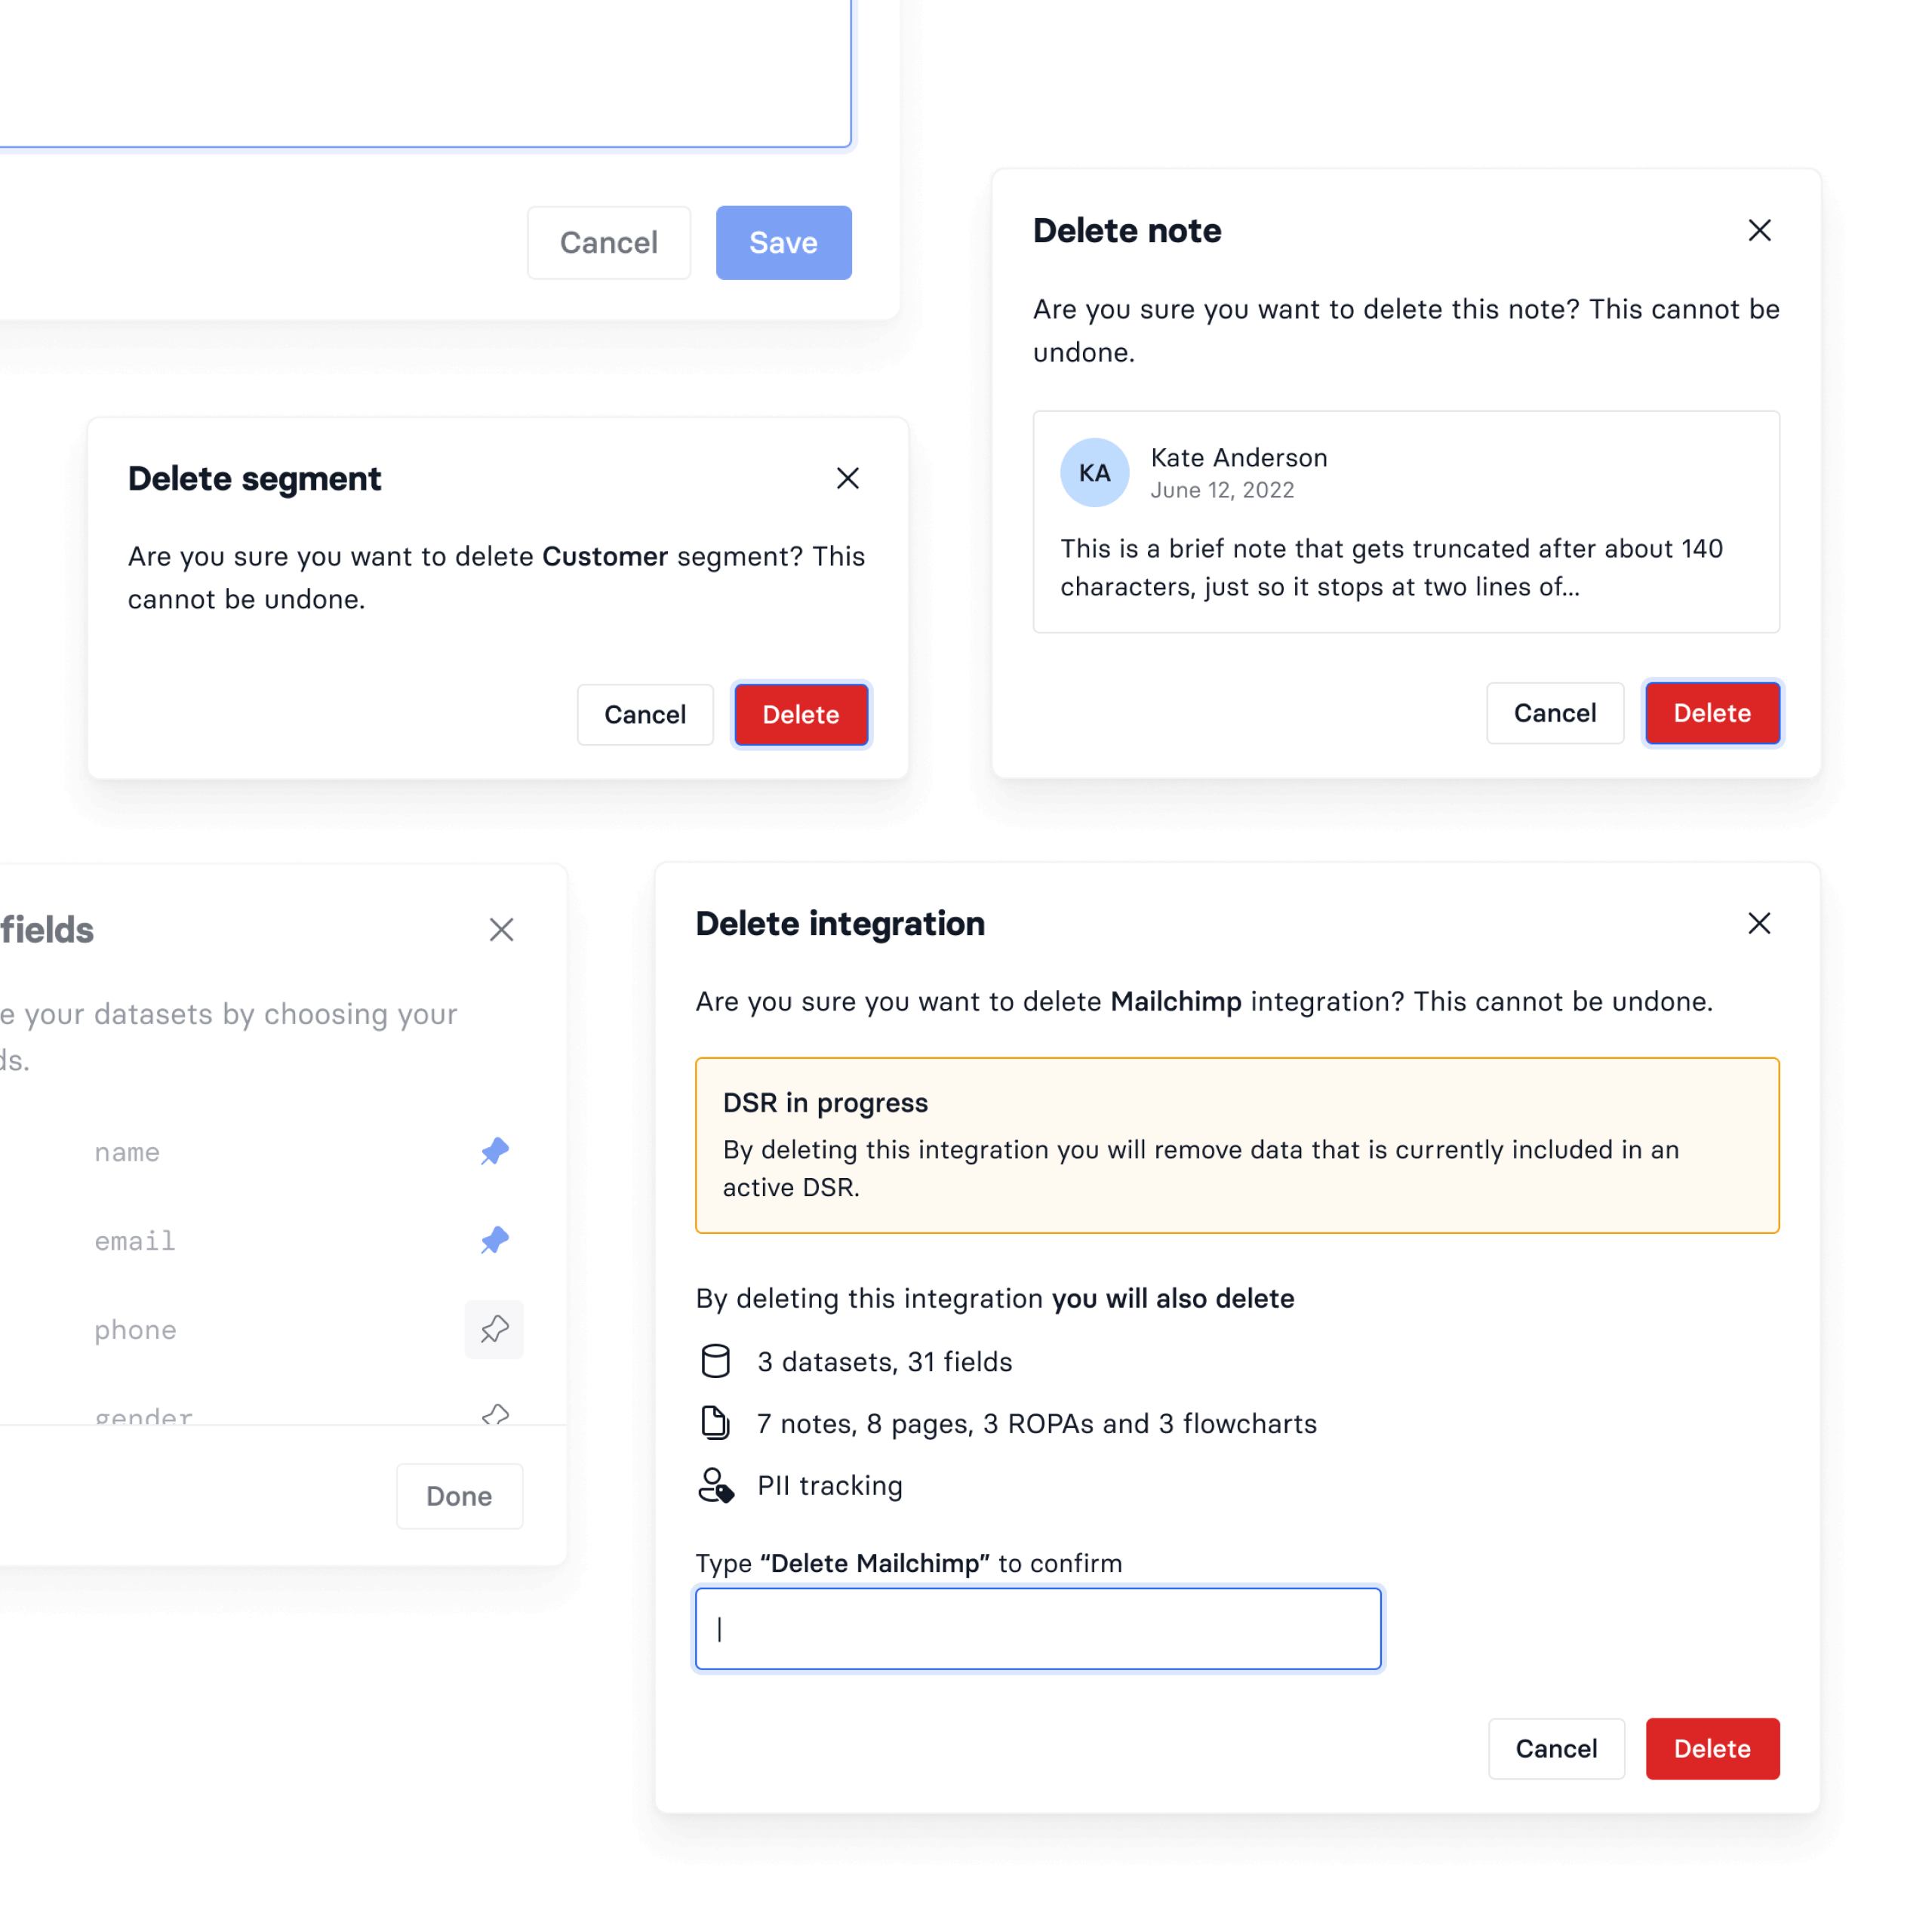 Cancel
Save
Delete note
Are you sure you want to delete this note? This cannot be
undone.
KA
Kate Anderson
June 12, 2022
This is a brief note that gets truncated after about 140
characters, just so it stops at two lines of...
Cancel
Delete
Delete segment
Are you sure you want to delete Customer segment? This
cannot be undone.
Cancel
Delete
fields
your datasets by choosing your
name
email
phone
gender
Done
Delete integration
Are you sure you want to delete Mailchimp integration? This cannot be undone.
DSR in progress
By deleting this integration you will remove data that is currently included in an
active DSR.
By deleting this integration you will also delete
3 datasets, 31 fields
7 notes, 8 pages, 3 ROPAs and 3 flowcharts
PII tracking
Type “Delete Mailchimp” to confirm
Cancel
Delete